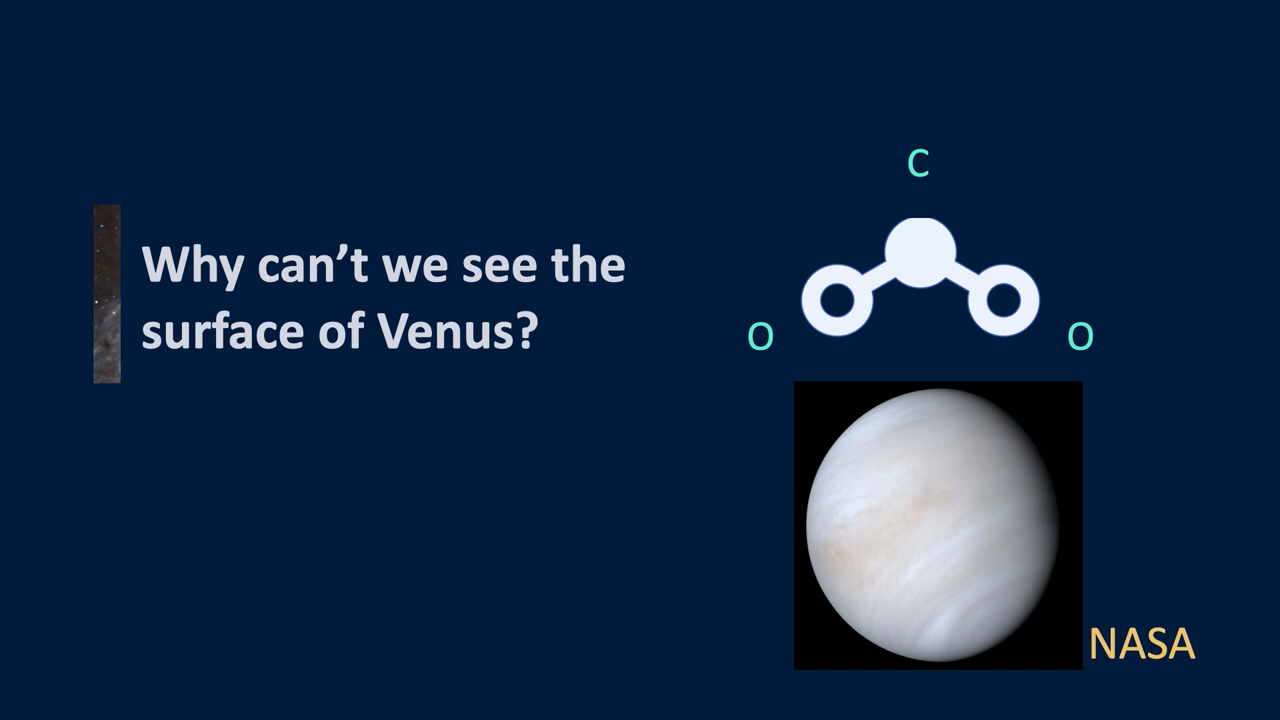 Why can’t we see the
surface of Venus?
C
O
O
NASA